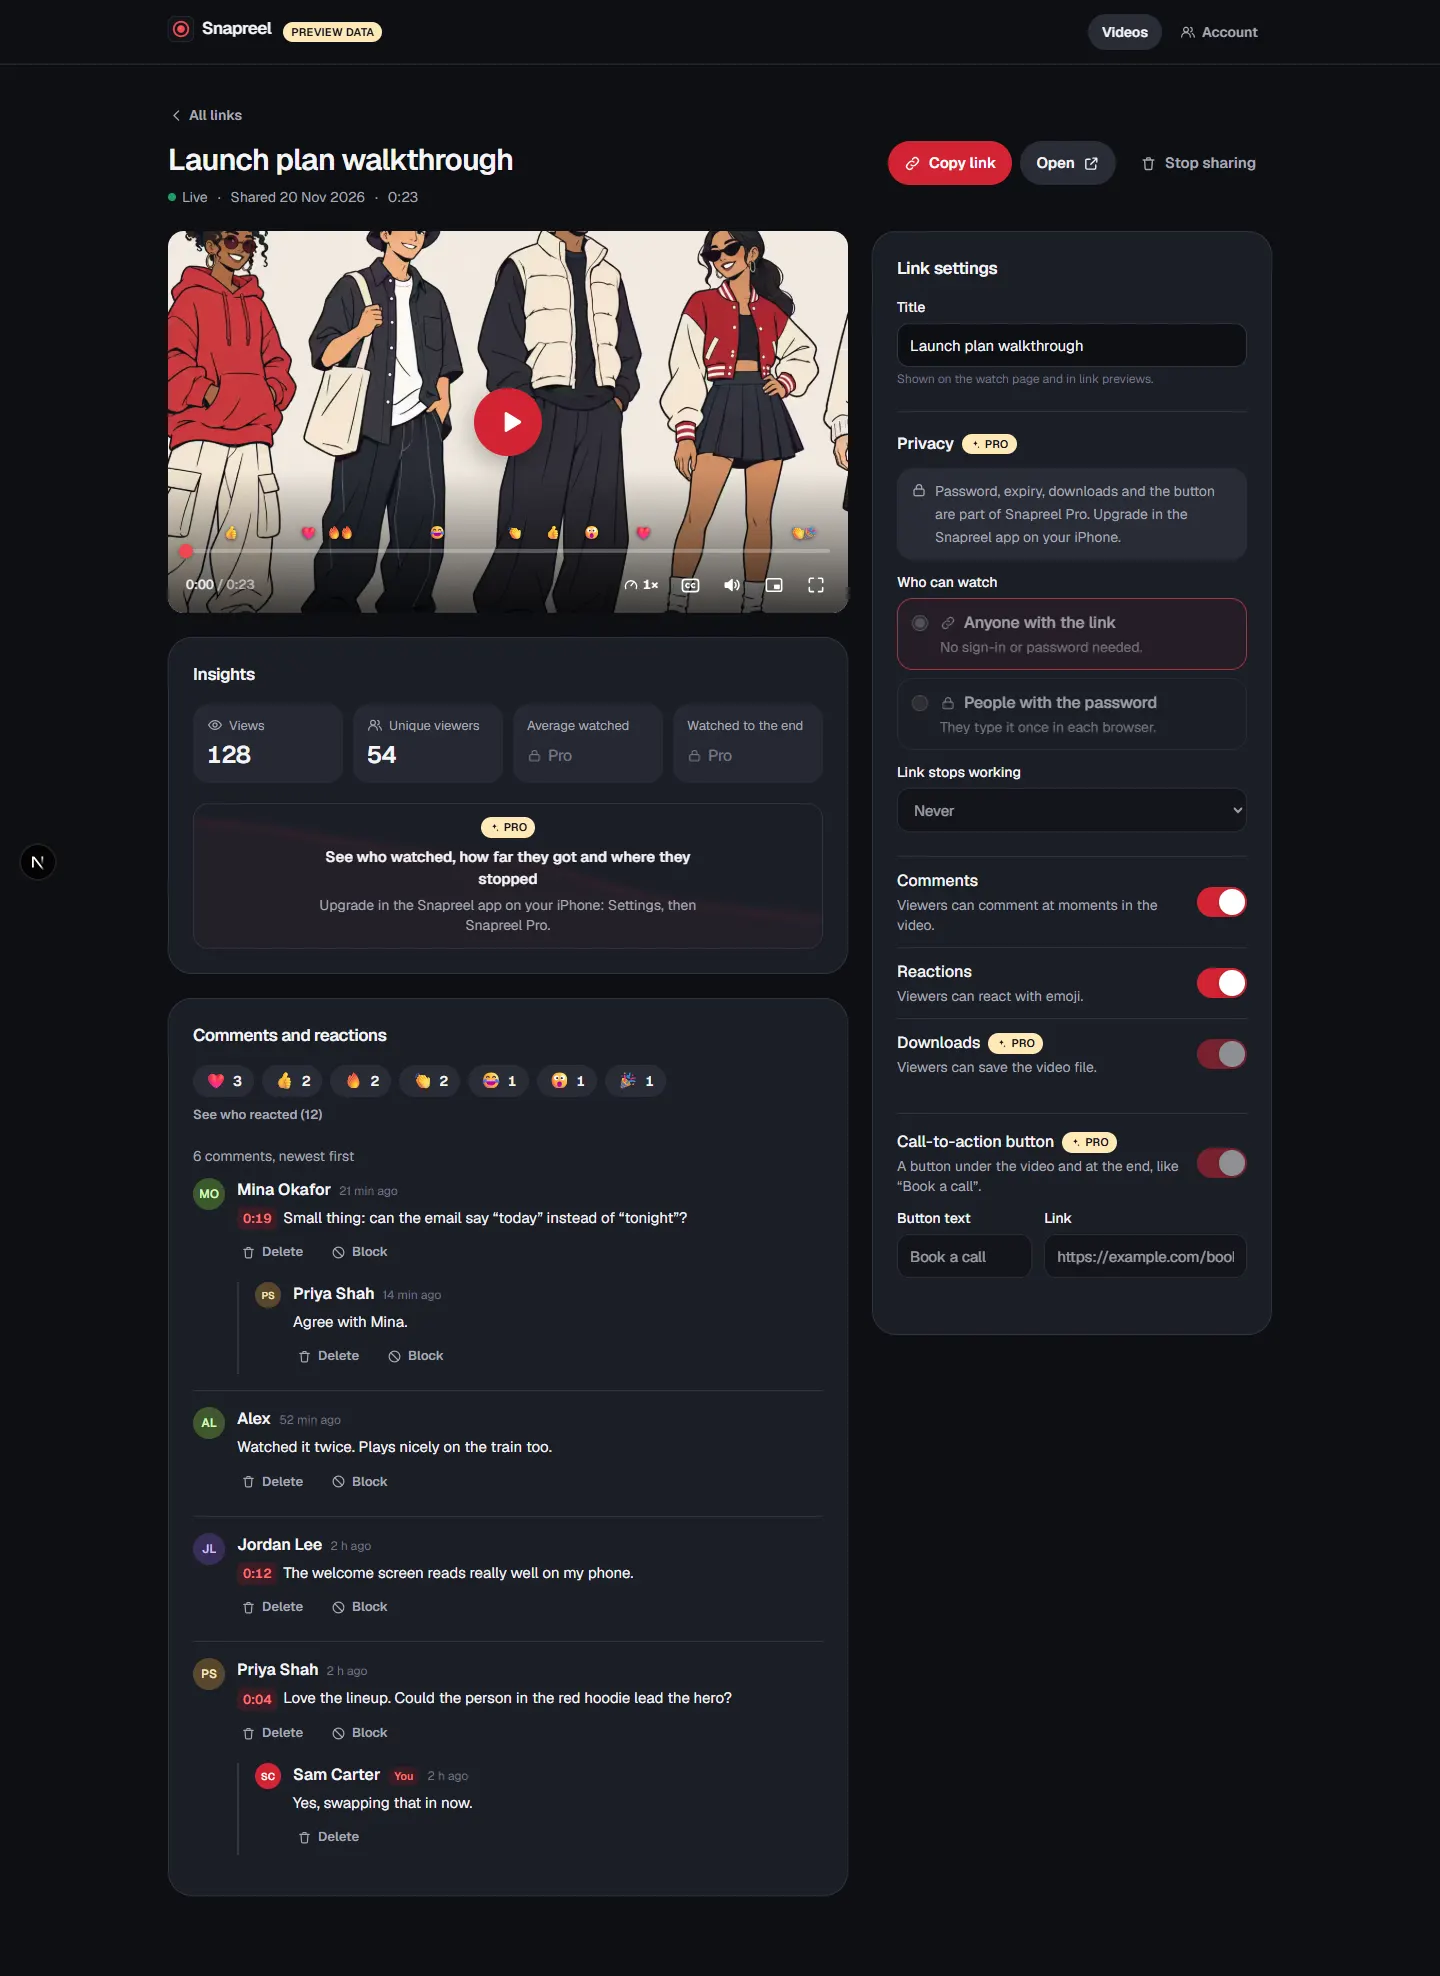 Snapreel PREVIEW DATA
Videos Account
All links
Launch plan walkthrough
Copy link Open Stop sharing
Live · Shared 20 Nov 2026 · 0:23
0:00 / 0:23
1×
CC
Insights
Views
128
Unique viewers
54
Average watched
Pro
Watched to the end
Pro
PRO
See who watched, how far they got and where they
stopped
Upgrade in the Snapreel app on your iPhone: Settings, then
Snapreel Pro.
Comments and reactions
3 2 2 2 1 1 1
See who reacted (12)
6 comments, newest first
MO Mina Okafor 21 min ago
0:19 Small thing: can the email say “today” instead of “tonight”?
Delete Block
PS Priya Shah 14 min ago
Agree with Mina.
Delete Block
AL Alex 52 min ago
Watched it twice. Plays nicely on the train too.
Delete Block
JL Jordan Lee 2 h ago
0:12 The welcome screen reads really well on my phone.
Delete Block
PS Priya Shah 2 h ago
0:04 Love the lineup. Could the person in the red hoodie lead the hero?
Delete Block
SC Sam Carter You 2 h ago
Yes, swapping that in now.
Delete
Link settings
Title
Launch plan walkthrough
Shown on the watch page and in link previews.
Privacy PRO
Password, expiry, downloads and the button
are part of Snapreel Pro. Upgrade in the
Snapreel app on your iPhone.
Who can watch
Anyone with the link
No sign-in or password needed.
People with the password
They type it once in each browser.
Link stops working
Never
Comments
Viewers can comment at moments in the
video.
Reactions
Viewers can react with emoji.
Downloads PRO
Viewers can save the video file.
Call-to-action button PRO
A button under the video and at the end, like
“Book a call”.
Button text Link
Book a call https://example.com/book
N